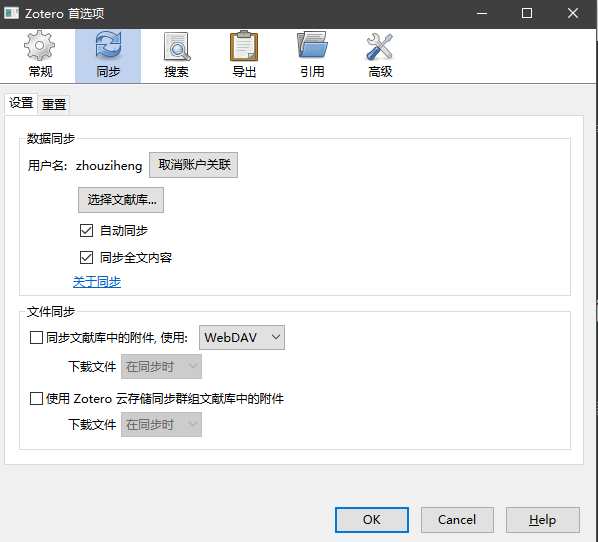 Zotero 首选项
常规 同步 搜索 导出 引用 高级
设置 重置
数据同步
用户名: zhouziheng 取消账户关联
选择文献库...
自动同步
同步全文内容
关于同步
文件同步
同步文献库中的附件, 使用: WebDAV
下载文件 在同步时
使用 Zotero 云存储同步群组文献库中的附件
下载文件 在同步时
OK Cancel Help